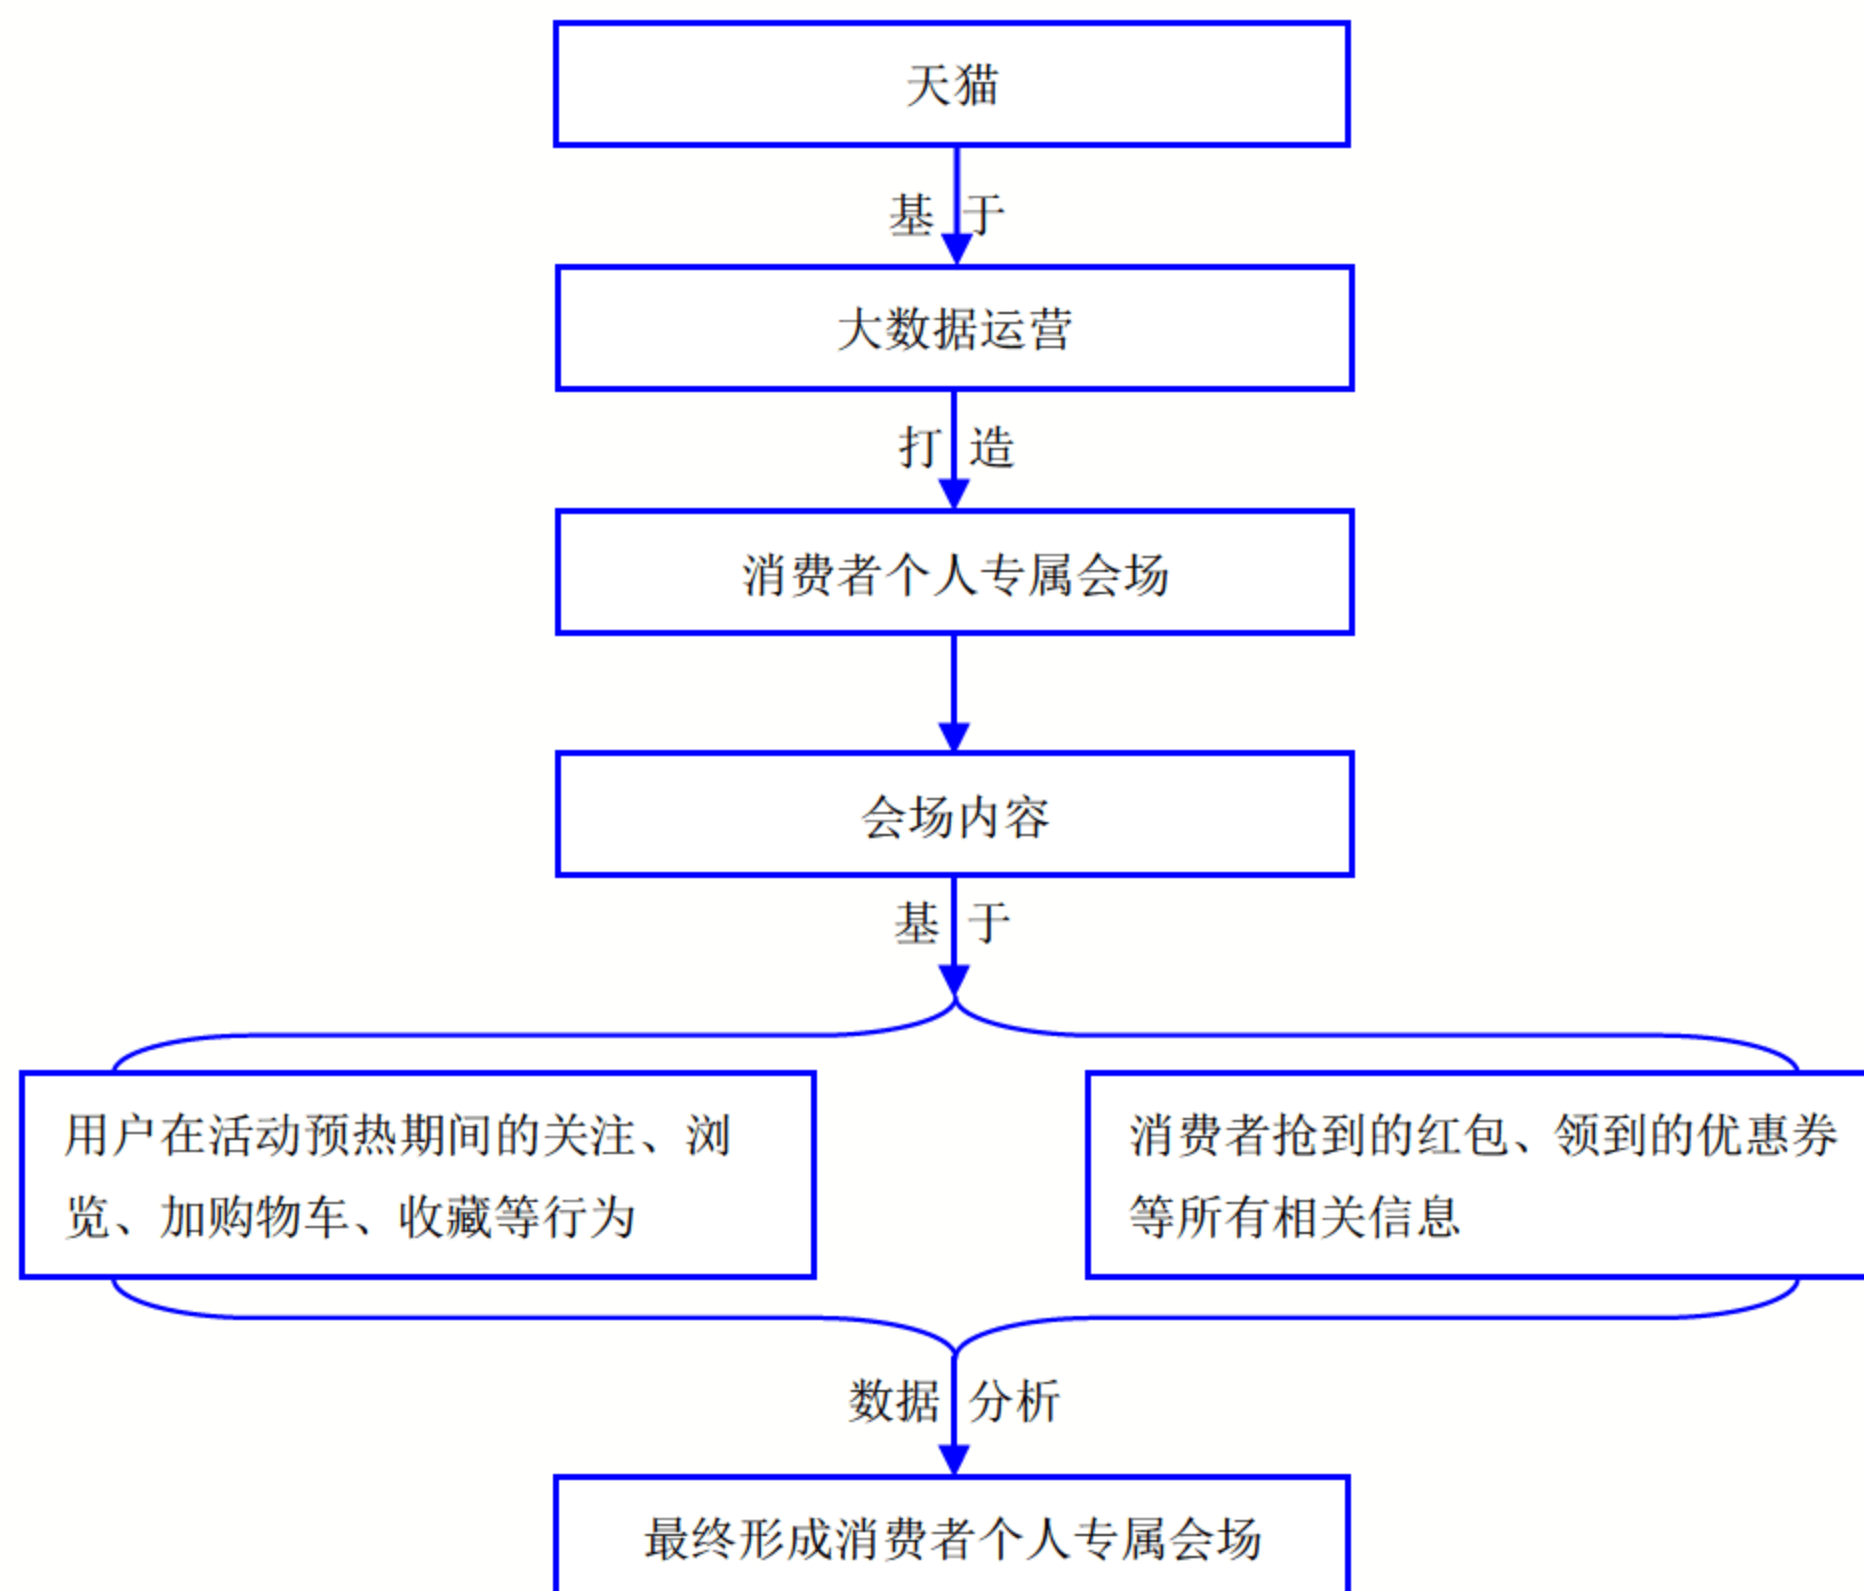 天猫
基于
大数据运营
打造
消费者个人专属会场
会场内容
基于
用户在活动预热期间的关注、浏
览、加购物车、收藏等行为
消费者抢到的红包、领到的优惠券
等所有相关信息
数据分析
最终形成消费者个人专属会场